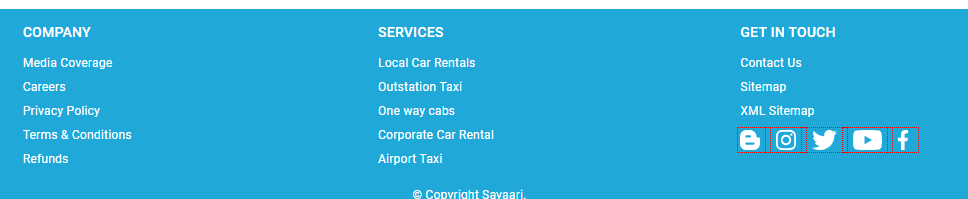 COMPANY
Media Coverage
Careers
Privacy Policy
Terms & Conditions
Refunds
SERVICES
Local Car Rentals
Outstation Taxi
One way cabs
Corporate Car Rental
Airport Taxi
GET IN TOUCH
Contact Us
Sitemap
XML Sitemap
© Copyright Savaari.